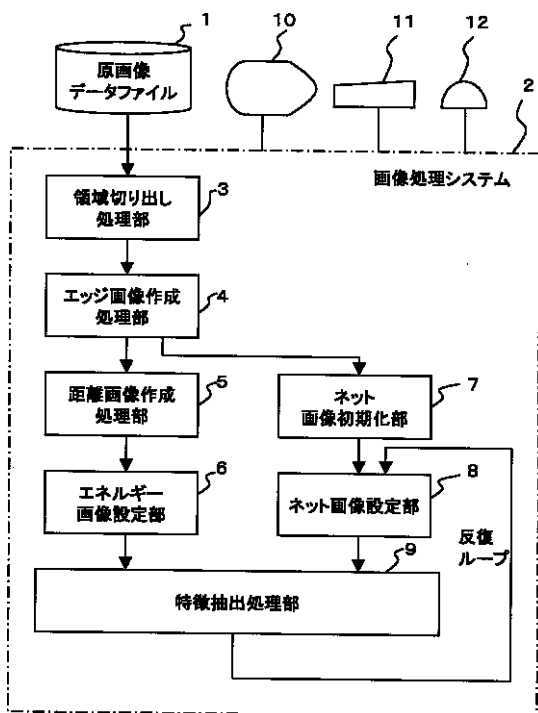 1
10
11
12
原画像
データファイル
2
画像処理システム
領域切り出し
処理部
3
エッジ画像作成
処理部
4
距離画像作成
処理部
5
ネット
画像初期化部
7
エネルギー
画像設定部
6
ネット画像設定部
8
反復
ループ
9
特徴抽出処理部